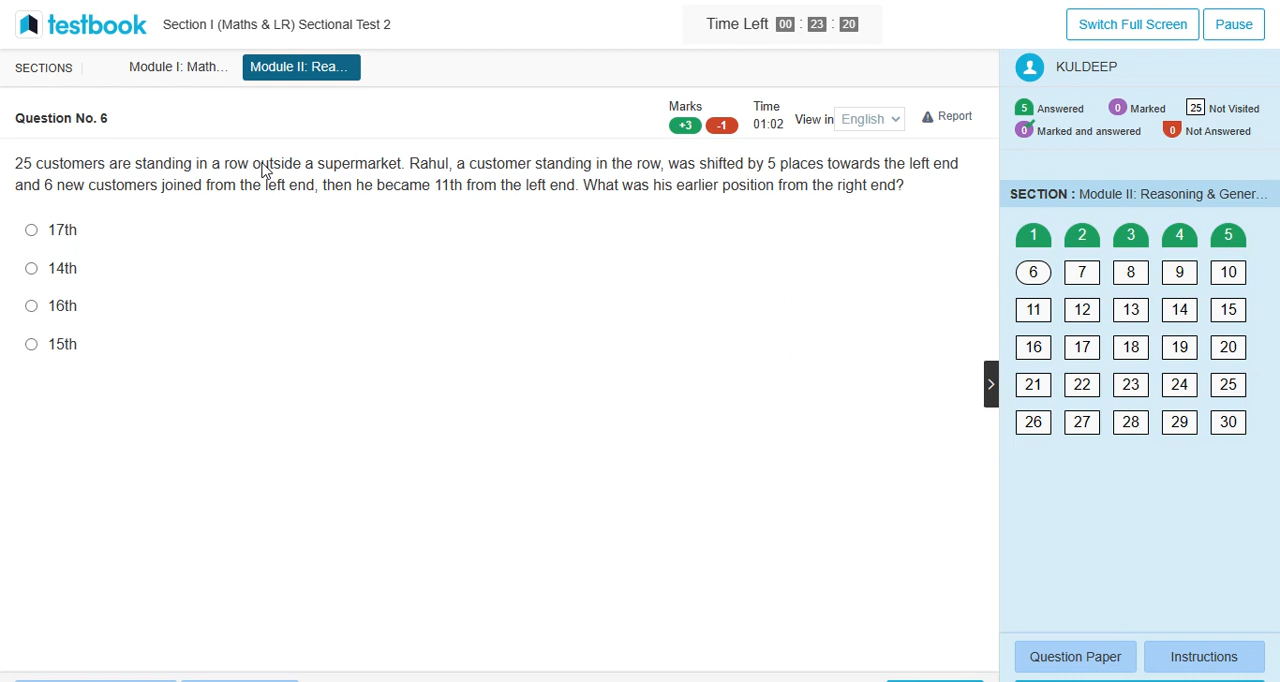 testbook Section I (Maths & LR) Sectional Test 2 Time Left 00 : 23 : 20 Switch Full Screen Pause
SECTIONS Module I: Math... Module II: Rea... KULDEEP
Question No. 6 Marks +3 -1 Time 01:02 View in English Report
5 Answered 0 Marked 25 Not Visited
0 Marked and answered 0 Not Answered
25 customers are standing in a row outside a supermarket. Rahul, a customer standing in the row, was shifted by 5 places towards the left end
and 6 new customers joined from the left end, then he became 11th from the left end. What was his earlier position from the right end?
17th
14th
16th
15th
SECTION : Module II: Reasoning & Gener...
1 2 3 4 5
6 7 8 9 10
11 12 13 14 15
16 17 18 19 20
21 22 23 24 25
26 27 28 29 30
Question Paper Instructions